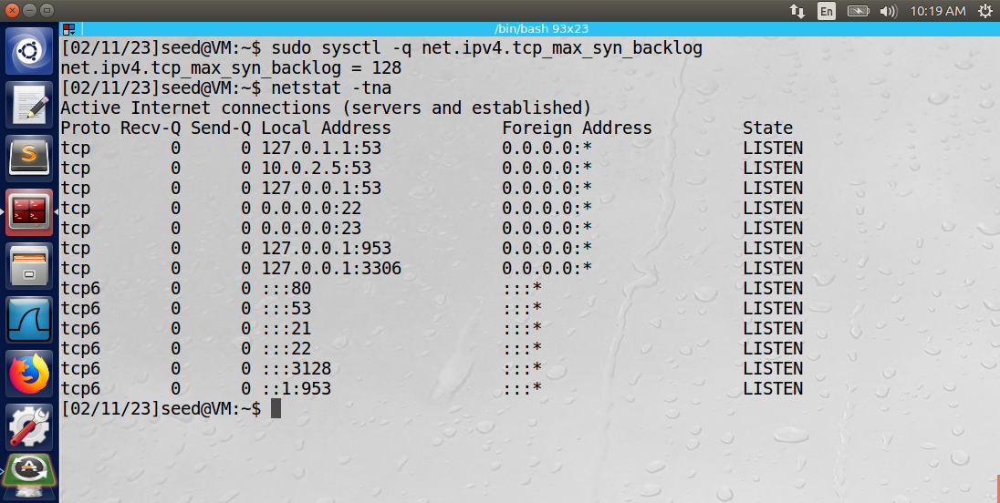 En 10:19 AM
/bin/bash 93x23
[02/11/23]seed@VM:~$ sudo sysctl -q net.ipv4.tcp_max_syn_backlog
net.ipv4.tcp_max_syn_backlog = 128
[02/11/23]seed@VM:~$ netstat -tna
Active Internet connections (servers and established)
Proto Recv-Q Send-Q Local Address           Foreign Address         State
tcp        0      0 127.0.1.1:53            0.0.0.0:*               LISTEN
tcp        0      0 10.0.2.5:53             0.0.0.0:*               LISTEN
tcp        0      0 127.0.0.1:53            0.0.0.0:*               LISTEN
tcp        0      0 0.0.0.0:22              0.0.0.0:*               LISTEN
tcp        0      0 0.0.0.0:23              0.0.0.0:*               LISTEN
tcp        0      0 127.0.0.1:953           0.0.0.0:*               LISTEN
tcp        0      0 127.0.0.1:3306          0.0.0.0:*               LISTEN
tcp6       0      0 :::80                   :::*                    LISTEN
tcp6       0      0 :::53                   :::*                    LISTEN
tcp6       0      0 :::21                   :::*                    LISTEN
tcp6       0      0 :::22                   :::*                    LISTEN
tcp6       0      0 :::3128                 :::*                    LISTEN
tcp6       0      0 ::1:953                 :::*                    LISTEN
[02/11/23]seed@VM:~$